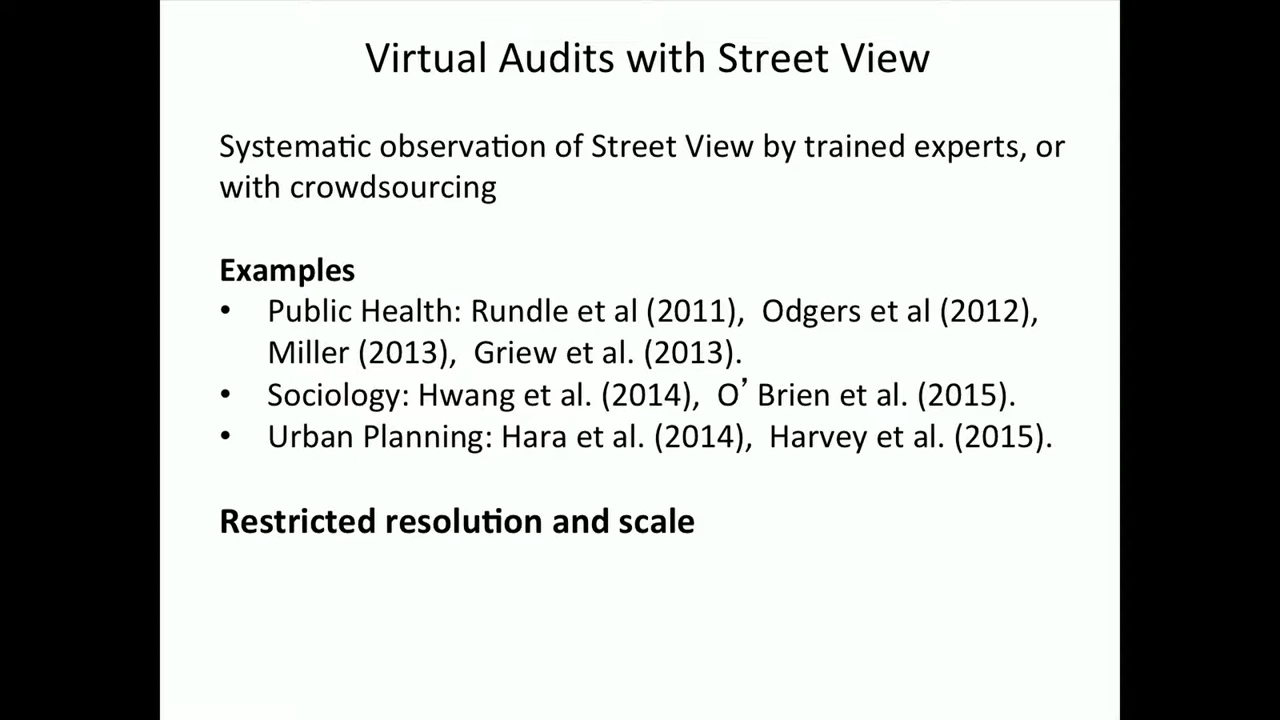 Virtual Audits with Street View
Systematic observation of Street View by trained experts, or
with crowdsourcing
Examples
• Public Health: Rundle et al (2011), Odgers et al (2012),
Miller (2013), Griew et al. (2013).
• Sociology: Hwang et al. (2014), O’ Brien et al. (2015).
• Urban Planning: Hara et al. (2014), Harvey et al. (2015).
Restricted resolution and scale